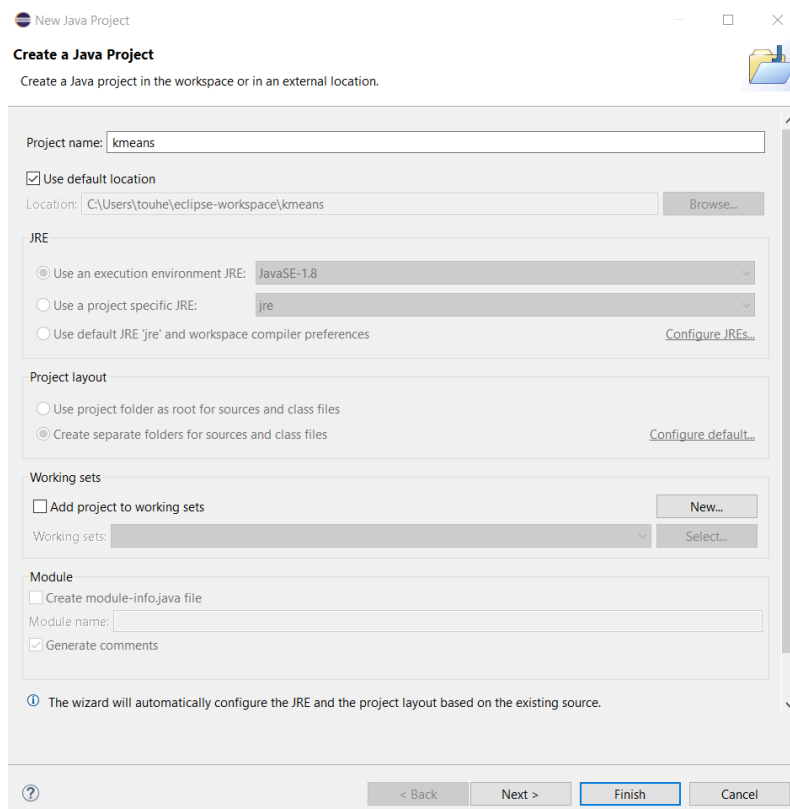 New Java Project
Create a Java Project
Create a Java project in the workspace or in an external location.
Project name: kmeans
Use default location
Location: C:\Users\touhe\eclipse-workspace\kmeans Browse...
JRE
Use an execution environment JRE: JavaSE-1.8
Use a project specific JRE: jre
Use default JRE 'jre' and workspace compiler preferences Configure JREs...
Project layout
Use project folder as root for sources and class files
Create separate folders for sources and class files Configure default...
Working sets
Add project to working sets New...
Working sets: Select...
Module
Create module-info.java file
Module name:
Generate comments
The wizard will automatically configure the JRE and the project layout based on the existing source.
? < Back Next > Finish Cancel